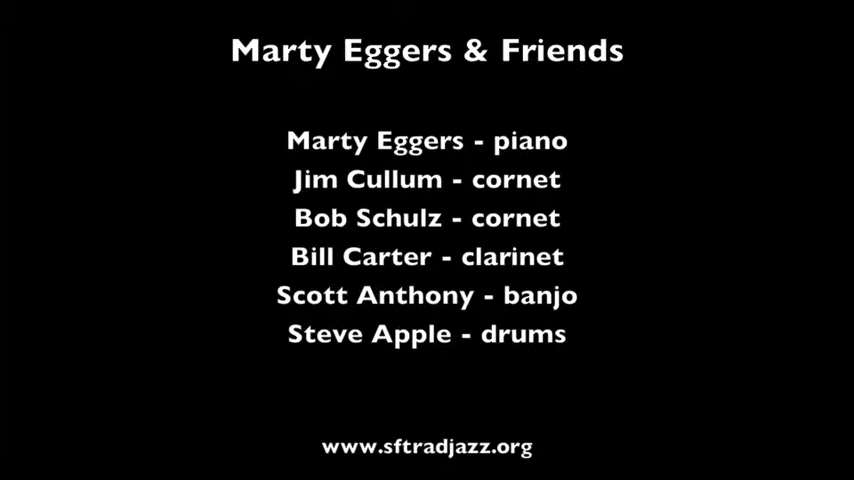 Marty Eggers & Friends
Marty Eggers - piano
Jim Cullum - cornet
Bob Schulz - cornet
Bill Carter - clarinet
Scott Anthony - banjo
Steve Apple - drums
www.sftradjazz.org